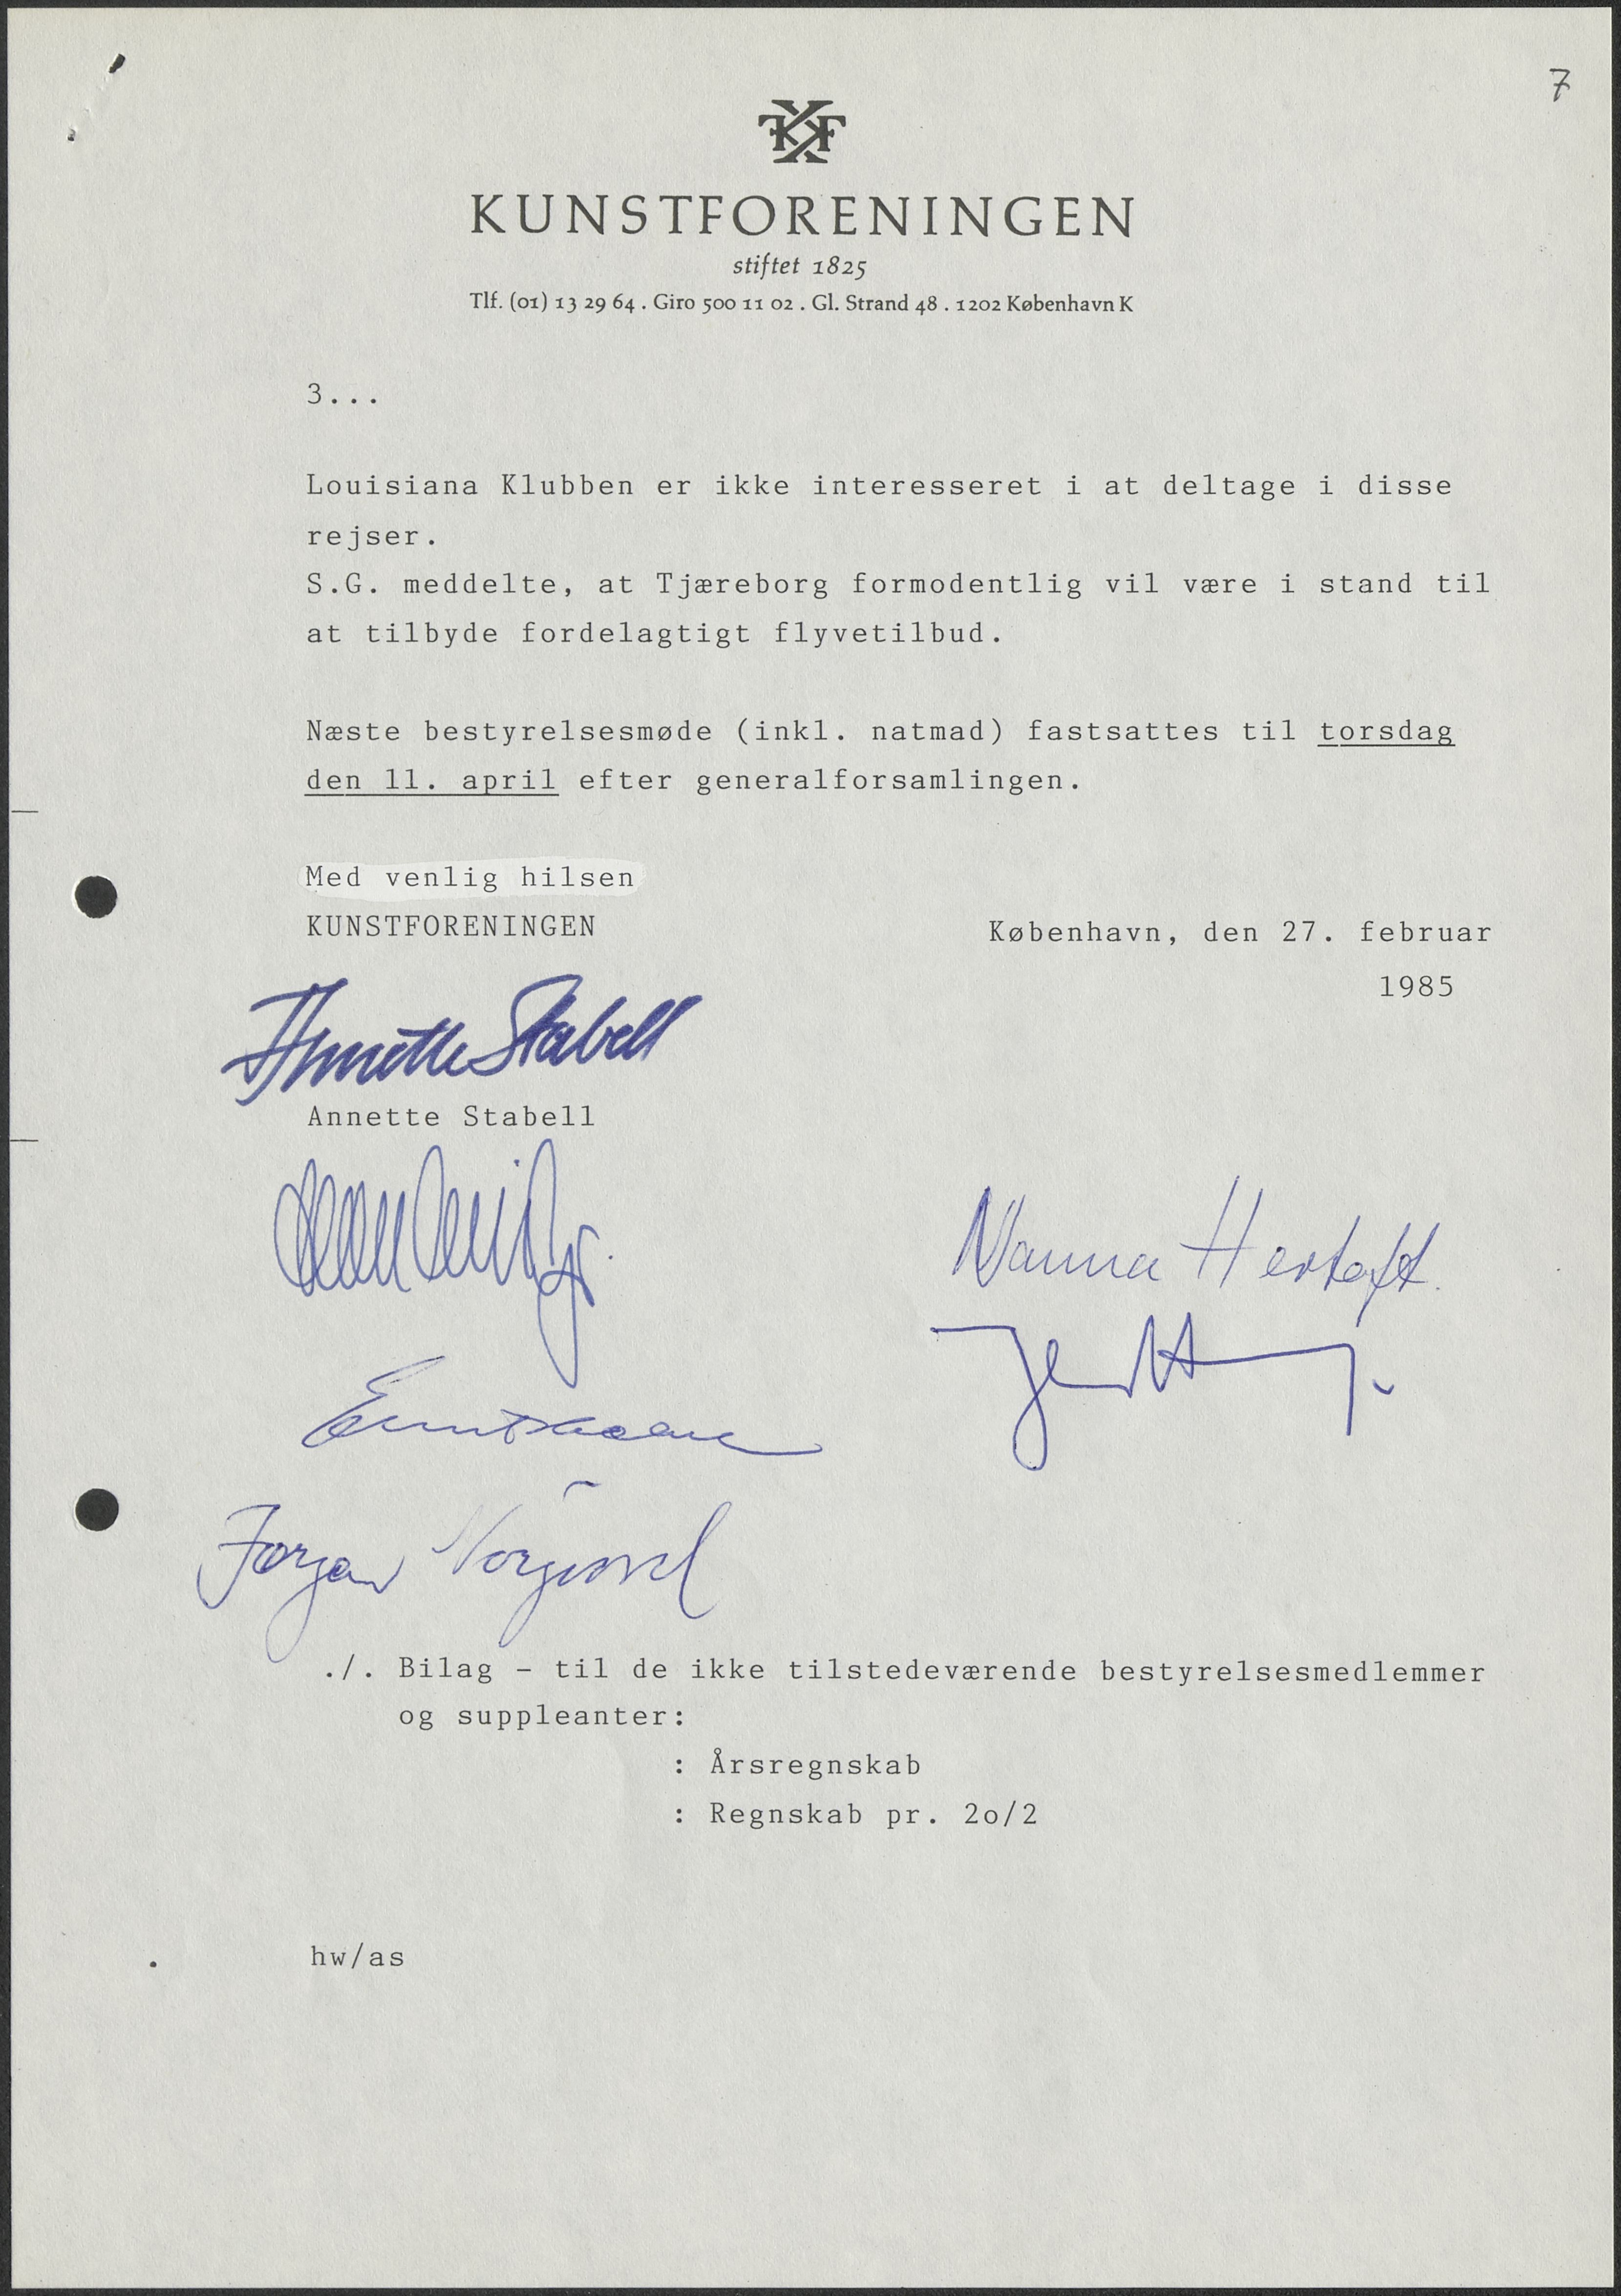 7
KUNSTFORENINGEN
stiftet 1825
Tlf. (01) 13 29 64 . Giro 500 11 02 . Gl. Strand 48 . 1202 København K
3...
Louisiana Klubben er ikke interesseret i at deltage i disse
rejser.
S.G. meddelte, at Tjæreborg formodentlig vil være i stand til
at tilbyde fordelagtigt flyvetilbud.
Næste bestyrelsesmøde (inkl. natmad) fastsattes til torsdag
den 11. april efter generalforsamlingen.
Med venlig hilsen
KUNSTFORENINGEN
København, den 27. februar
1985
Annette Stabell
Annette Stabell
Nanna Hertoft.
./. Bilag - til de ikke tilstedeværende bestyrelsesmedlemmer
og suppleanter:
: Årsregnskab
: Regnskab pr. 2o/2
hw/as